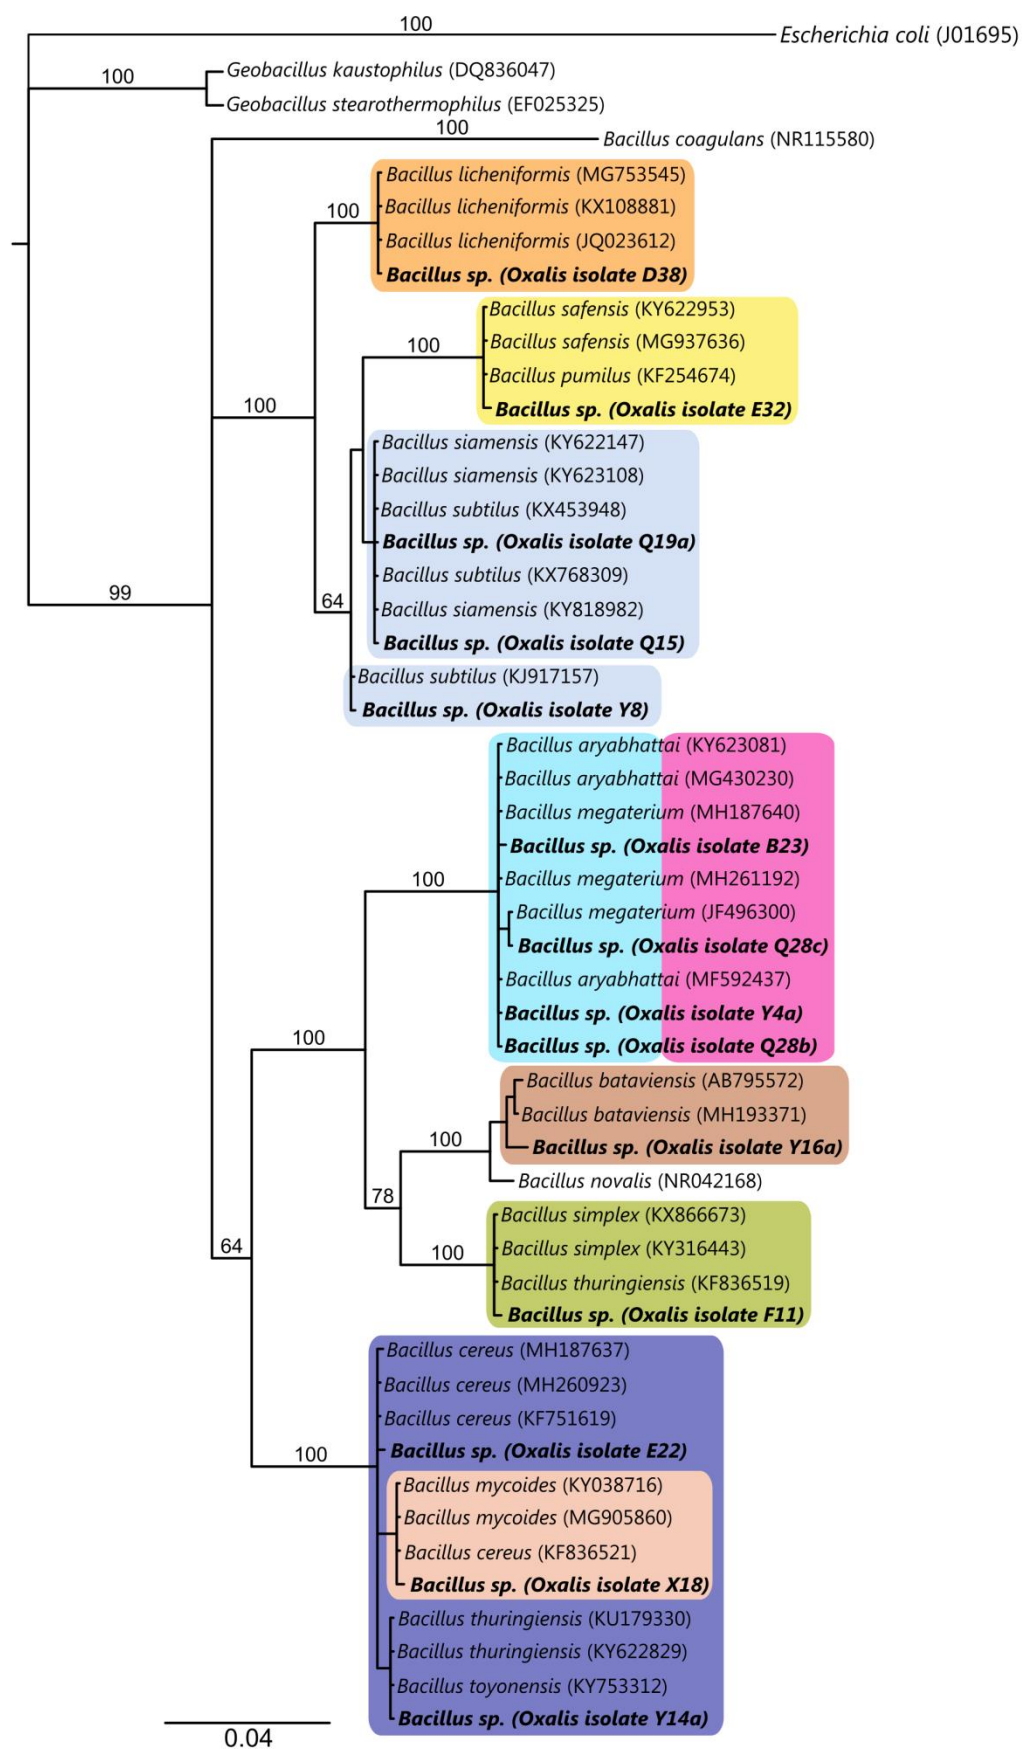 100
Escherichia coli (J01695)
100
Geobacillus kaustophilus (DQ836047)
Geobacillus stearothermophilus (EF025325)
100
Bacillus coagulans (NR115580)
Bacillus licheniformis (MG753545)
100
Bacillus licheniformis (KX108881)
Bacillus licheniformis (JQ023612)
Bacillus sp. (Oxalis isolate D38)
Bacillus safensis (KY622953)
100
Bacillus safensis (MG937636)
Bacillus pumilus (KF254674)
100
Bacillus sp. (Oxalis isolate E32)
Bacillus siamensis (KY622147)
Bacillus siamensis (KY623108)
Bacillus subtilus (KX453948)
Bacillus sp. (Oxalis isolate Q19a)
Bacillus subtilus (KX768309)
99
64
Bacillus siamensis (KY818982)
Bacillus sp. (Oxalis isolate Q15)
Bacillus subtilus (KJ917157)
Bacillus sp. (Oxalis isolate Y8)
Bacillus aryabhattai (KY623081)
Bacillus aryabhattai (MG430230)
Bacillus megaterium (MH187640)
Bacillus sp. (Oxalis isolate B23)
100
Bacillus megaterium (MH261192)
Bacillus megaterium (JF496300)
Bacillus sp. (Oxalis isolate Q28c)
Bacillus aryabhattai (MF592437)
Bacillus sp. (Oxalis isolate Y4a)
100
Bacillus sp. (Oxalis isolate Q28b)
Bacillus bataviensis (AB795572)
Bacillus bataviensis (MH193371)
100
Bacillus sp. (Oxalis isolate Y16a)
Bacillus novalis (NR042168)
78
Bacillus simplex (KX866673)
64
Bacillus simplex (KY316443)
100
Bacillus thuringiensis (KF836519)
Bacillus sp. (Oxalis isolate F11)
Bacillus cereus (MH187637)
Bacillus cereus (MH260923)
Bacillus cereus (KF751619)
100
Bacillus sp. (Oxalis isolate E22)
Bacillus mycoides (KY038716)
Bacillus mycoides (MG905860)
Bacillus cereus (KF836521)
Bacillus sp. (Oxalis isolate X18)
Bacillus thuringiensis (KU179330)
Bacillus thuringiensis (KY622829)
Bacillus toyonensis (KY753312)
Bacillus sp. (Oxalis isolate Y14a)
0.04